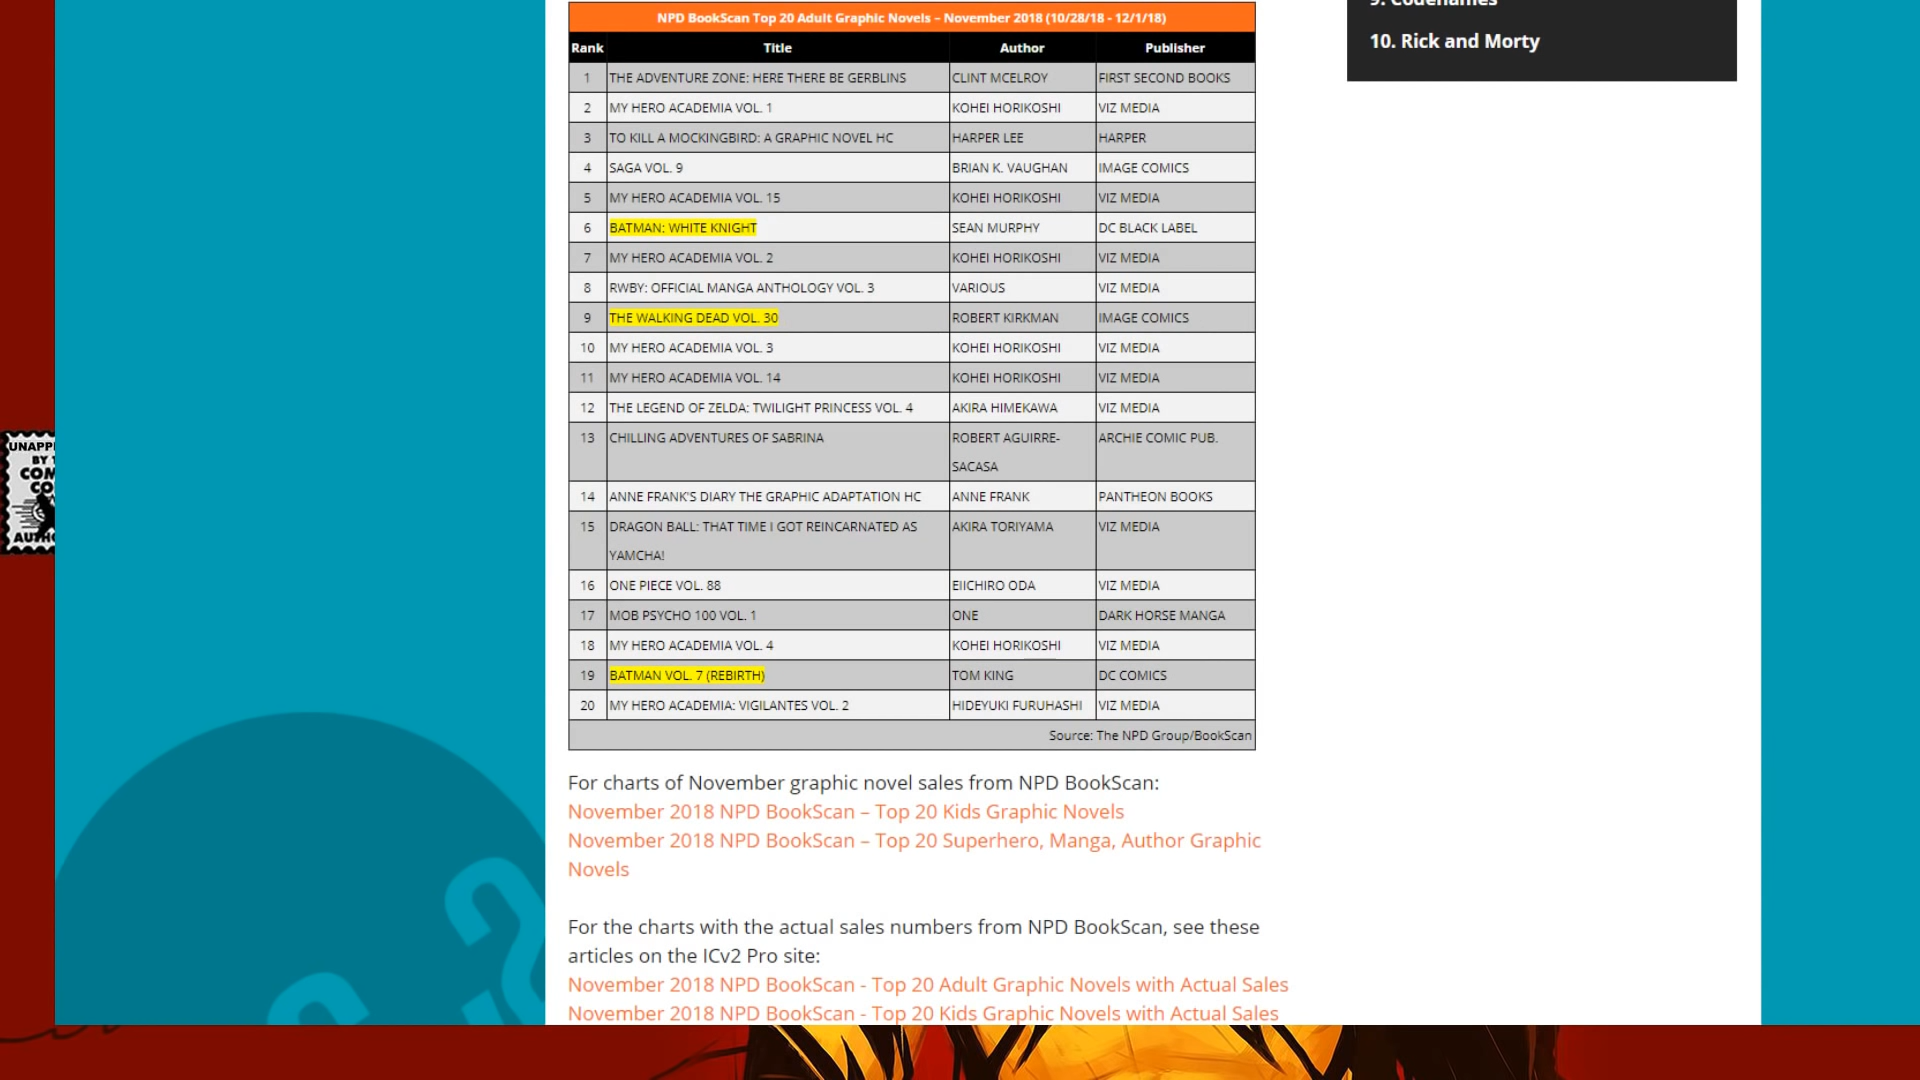 9. Codenames
10. Rick and Morty
NPD BookScan Top 20 Adult Graphic Novels – November 2018 (10/28/18 - 12/1/18)
Rank Title Author Publisher
1 THE ADVENTURE ZONE: HERE THERE BE GERBLINS CLINT MCELROY FIRST SECOND BOOKS
2 MY HERO ACADEMIA VOL. 1 KOHEI HORIKOSHI VIZ MEDIA
3 TO KILL A MOCKINGBIRD: A GRAPHIC NOVEL HC HARPER LEE HARPER
4 SAGA VOL. 9 BRIAN K. VAUGHAN IMAGE COMICS
5 MY HERO ACADEMIA VOL. 15 KOHEI HORIKOSHI VIZ MEDIA
6 BATMAN: WHITE KNIGHT SEAN MURPHY DC BLACK LABEL
7 MY HERO ACADEMIA VOL. 2 KOHEI HORIKOSHI VIZ MEDIA
8 RWBY: OFFICIAL MANGA ANTHOLOGY VOL. 3 VARIOUS VIZ MEDIA
9 THE WALKING DEAD VOL. 30 ROBERT KIRKMAN IMAGE COMICS
10 MY HERO ACADEMIA VOL. 3 KOHEI HORIKOSHI VIZ MEDIA
11 MY HERO ACADEMIA VOL. 14 KOHEI HORIKOSHI VIZ MEDIA
12 THE LEGEND OF ZELDA: TWILIGHT PRINCESS VOL. 4 AKIRA HIMEKAWA VIZ MEDIA
13 CHILLING ADVENTURES OF SABRINA ROBERT AGUIRRE- ARCHIE COMIC PUB.
SACASA
14 ANNE FRANK'S DIARY THE GRAPHIC ADAPTATION HC ANNE FRANK PANTHEON BOOKS
15 DRAGON BALL: THAT TIME I GOT REINCARNATED AS AKIRA TORIYAMA VIZ MEDIA
YAMCHA!
16 ONE PIECE VOL. 88 EIICHIRO ODA VIZ MEDIA
17 MOB PSYCHO 100 VOL. 1 ONE DARK HORSE MANGA
18 MY HERO ACADEMIA VOL. 4 KOHEI HORIKOSHI VIZ MEDIA
19 BATMAN VOL. 7 (REBIRTH) TOM KING DC COMICS
20 MY HERO ACADEMIA: VIGILANTES VOL. 2 HIDEYUKI FURUHASHI VIZ MEDIA
Source: The NPD Group/BookScan
For charts of November graphic novel sales from NPD BookScan:
November 2018 NPD BookScan – Top 20 Kids Graphic Novels
November 2018 NPD BookScan – Top 20 Superhero, Manga, Author Graphic
Novels
For the charts with the actual sales numbers from NPD BookScan, see these
articles on the ICv2 Pro site:
November 2018 NPD BookScan - Top 20 Adult Graphic Novels with Actual Sales
November 2018 NPD BookScan - Top 20 Kids Graphic Novels with Actual Sales
UNAPP
BY
COM
CO
AUTHO